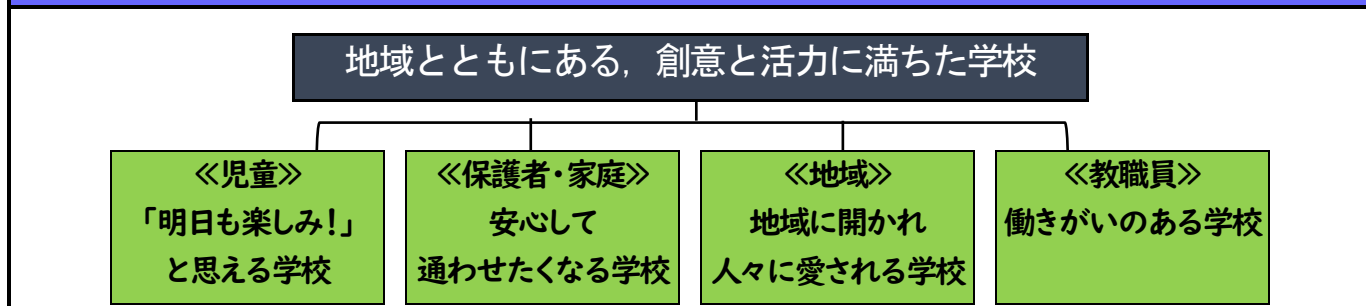 地域とともにある，創意と活力に満ちた学校
≪児童≫
「明日も楽しみ！」
と思える学校
≪保護者・家庭≫
安心して
通わせたくなる学校
≪地域≫
地域に開かれ
人々に愛される学校
≪教職員≫
働きがいのある学校